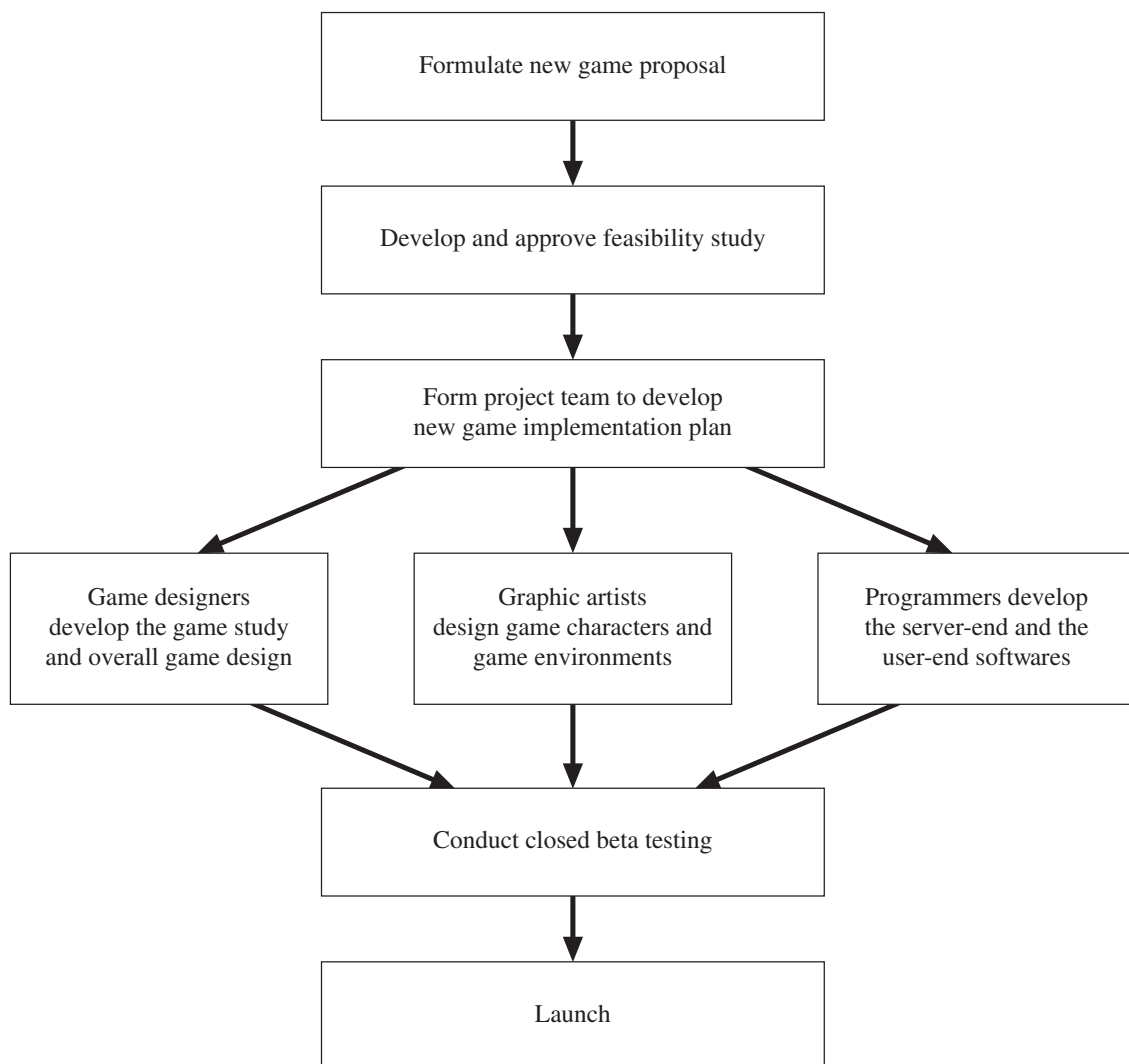 Formulate new game proposal
Develop and approve feasibility study
Form project team to develop
new game implementation plan
Game designers
develop the game study
and overall game design
Graphic artists
design game characters and
game environments
Programmers develop
the server-end and the
user-end softwares
Conduct closed beta testing
Launch